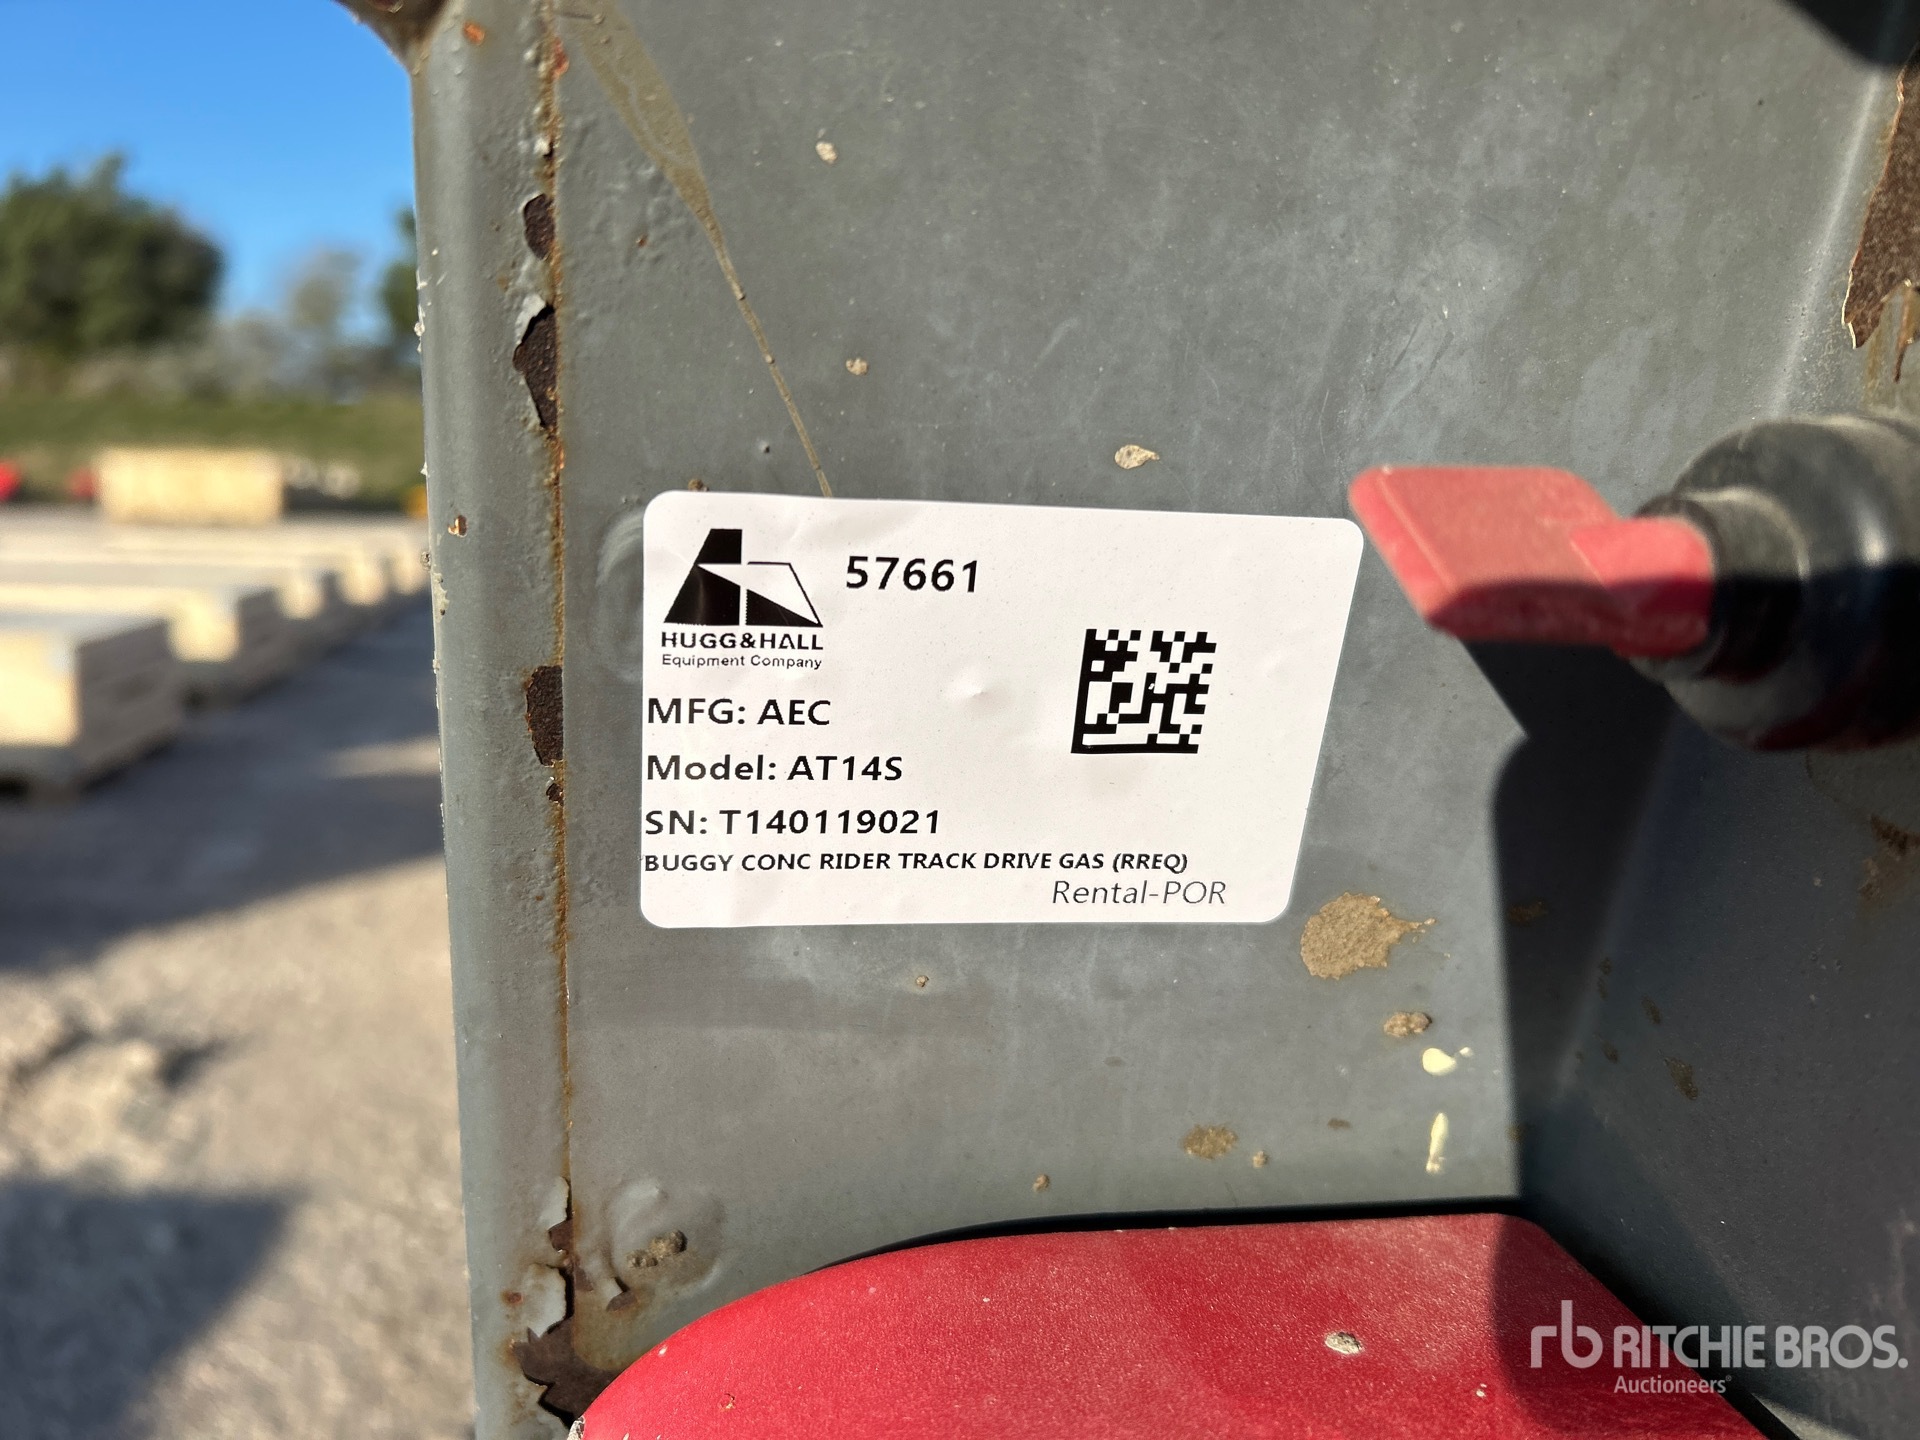 57661
HUGG&HALL
Equipment Company
MFG: AEC
Model: AT14S
SN: T140119021
BUGGY CONC RIDER TRACK DRIVE GAS (RREQ)
Rental-POR
rb RITCHIE BROS.
Auctioneers®